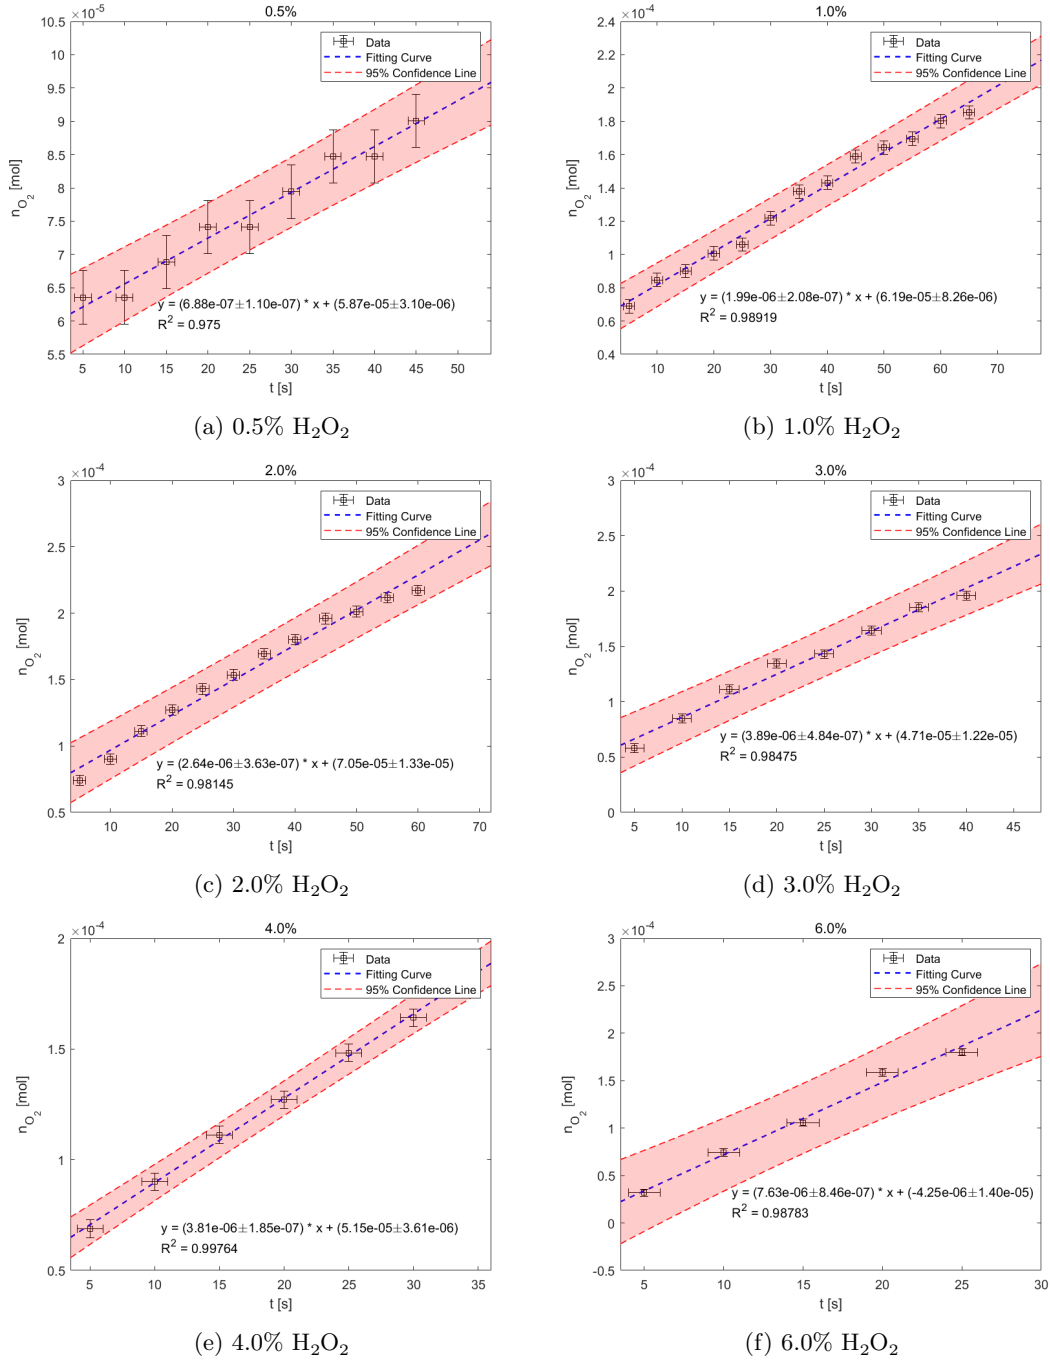 0.5%
×10⁻⁵
10.5
10
9.5
9
8.5
8
7.5
7
6.5
6
5.5
n_O₂ [mol]
Data
Fitting Curve
95% Confidence Line
y = (6.88e-07±1.10e-07) * x + (5.87e-05±3.10e-06)
R² = 0.975
5 10 15 20 25 30 35 40 45 50
t [s]
(a) 0.5% H₂O₂
1.0%
×10⁻⁴
2.4
2.2
2
1.8
1.6
1.4
1.2
1
0.8
0.6
0.4
n_O₂ [mol]
Data
Fitting Curve
95% Confidence Line
y = (1.99e-06±2.08e-07) * x + (6.19e-05±8.26e-06)
R² = 0.98919
10 20 30 40 50 60 70
t [s]
(b) 1.0% H₂O₂
2.0%
×10⁻⁴
3
2.5
2
1.5
1
0.5
n_O₂ [mol]
Data
Fitting Curve
95% Confidence Line
y = (2.64e-06±3.63e-07) * x + (7.05e-05±1.33e-05)
R² = 0.98145
10 20 30 40 50 60 70
t [s]
(c) 2.0% H₂O₂
3.0%
×10⁻⁴
3
2.5
2
1.5
1
0.5
0
n_O₂ [mol]
Data
Fitting Curve
95% Confidence Line
y = (3.89e-06±4.84e-07) * x + (4.71e-05±1.22e-05)
R² = 0.98475
5 10 15 20 25 30 35 40 45
t [s]
(d) 3.0% H₂O₂
4.0%
×10⁻⁴
2
1.5
1
0.5
n_O₂ [mol]
Data
Fitting Curve
95% Confidence Line
y = (3.81e-06±1.85e-07) * x + (5.15e-05±3.61e-06)
R² = 0.99764
5 10 15 20 25 30 35
t [s]
(e) 4.0% H₂O₂
6.0%
×10⁻⁴
3
2.5
2
1.5
1
0.5
0
-0.5
n_O₂ [mol]
Data
Fitting Curve
95% Confidence Line
y = (7.63e-06±8.46e-07) * x + (-4.25e-06±1.40e-05)
R² = 0.98783
5 10 15 20 25 30
t [s]
(f) 6.0% H₂O₂